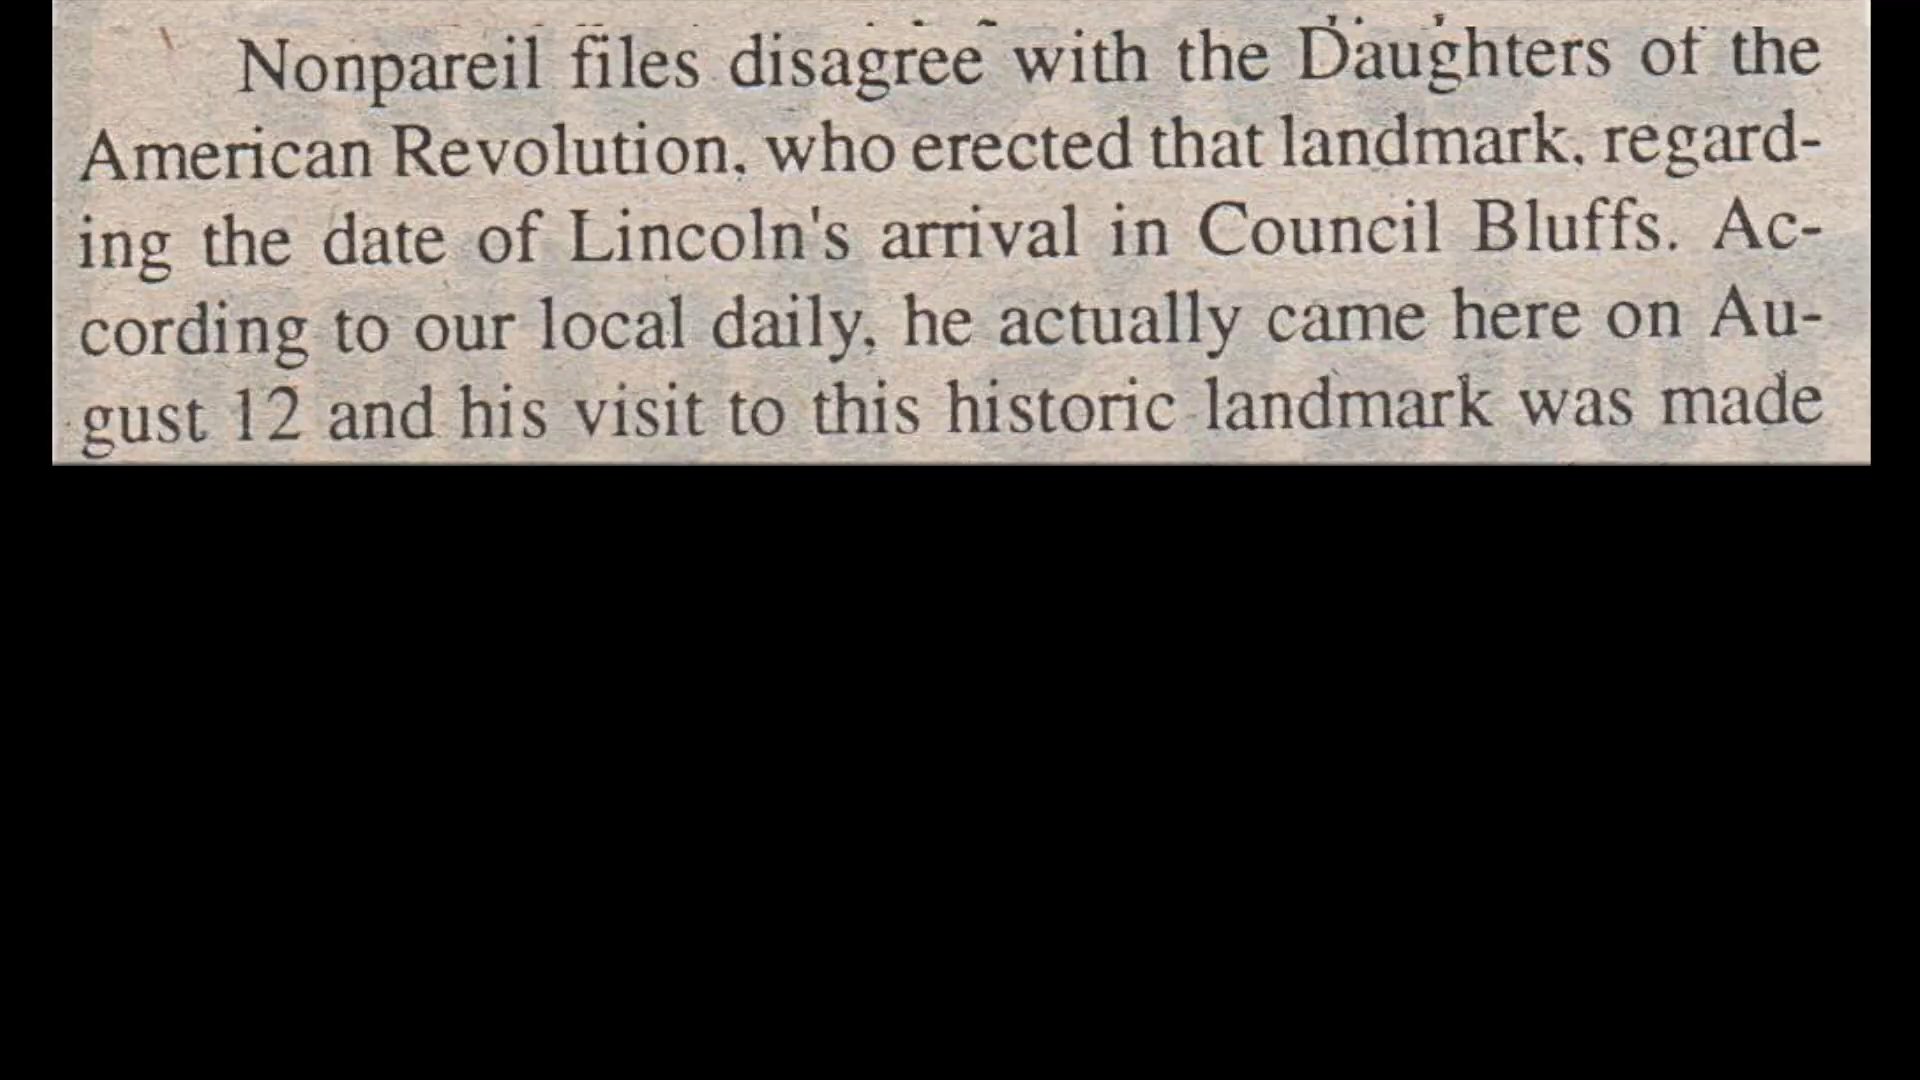 Nonpareil files disagree with the Daughters of the
American Revolution, who erected that landmark, regard-
ing the date of Lincoln's arrival in Council Bluffs. Ac-
cording to our local daily, he actually came here on Au-
gust 12 and his visit to this historic landmark was made